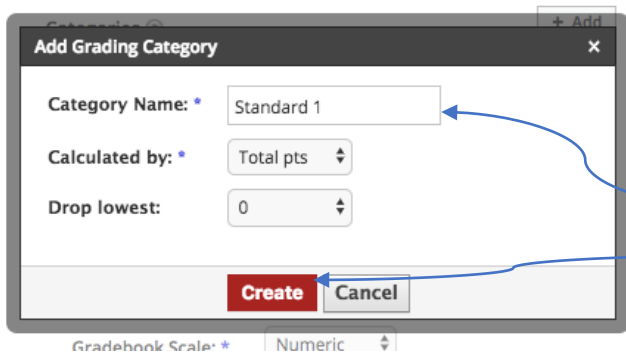 Categories
+ Add
Add Grading Category ×
Category Name: * Standard 1
Calculated by: * Total pts
Drop lowest: 0
Create Cancel
Gradebook Scale: * Numeric